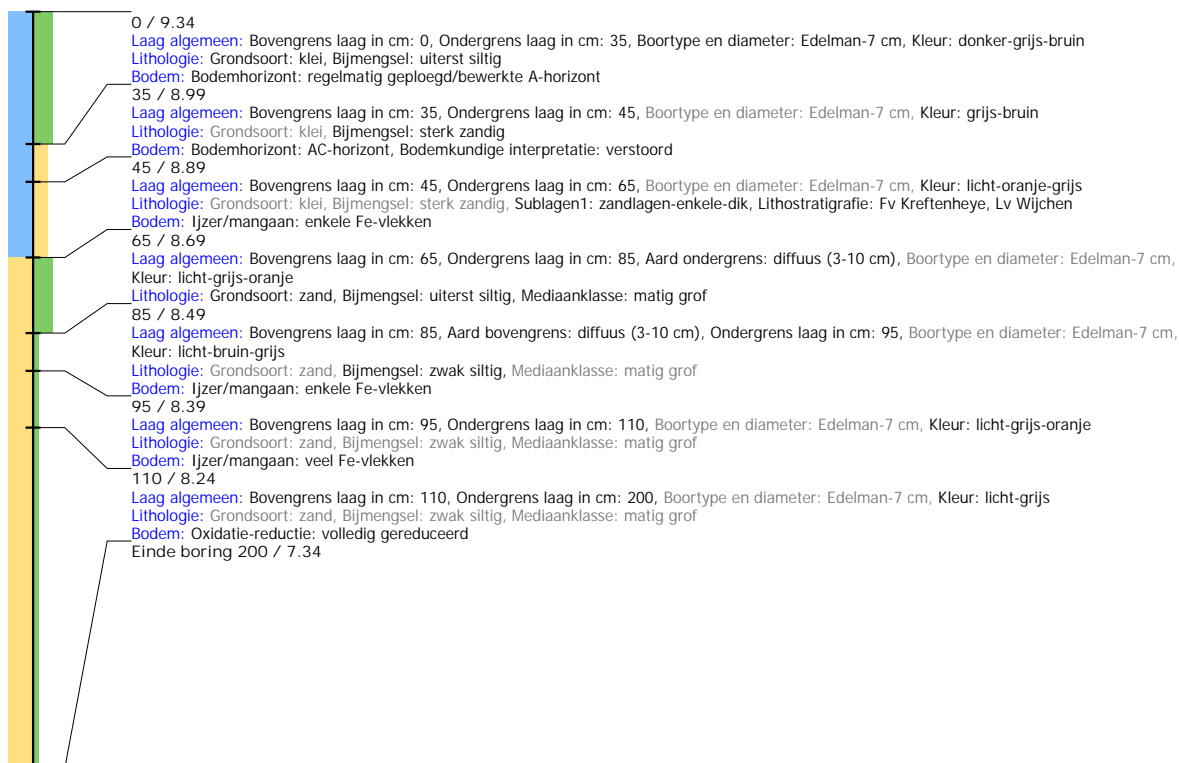 0 / 9.34
Laag algemeen: Bovengrens laag in cm: 0, Ondergrens laag in cm: 35, Boortype en diameter: Edelman-7 cm, Kleur: donker-grijs-bruin
Lithologie: Grondsoort: klei, Bijmengsel: uiterst siltig
Bodem: Bodemhorizont: regelmatig geploegd/bewerkte A-horizont
35 / 8.99
Laag algemeen: Bovengrens laag in cm: 35, Ondergrens laag in cm: 45, Boortype en diameter: Edelman-7 cm, Kleur: grijs-bruin
Lithologie: Grondsoort: klei, Bijmengsel: sterk zandig
Bodem: Bodemhorizont: AC-horizont, Bodemkundige interpretatie: verstoord
45 / 8.89
Laag algemeen: Bovengrens laag in cm: 45, Ondergrens laag in cm: 65, Boortype en diameter: Edelman-7 cm, Kleur: licht-oranje-grijs
Lithologie: Grondsoort: klei, Bijmengsel: sterk zandig, Sublagen1: zandlagen-enkele-dik, Lithostratigrafie: Fv Kreftenheye, Lv Wijchen
Bodem: Ijzer/mangaan: enkele Fe-vlekken
65 / 8.69
Laag algemeen: Bovengrens laag in cm: 65, Ondergrens laag in cm: 85, Aard ondergrens: diffuus (3-10 cm), Boortype en diameter: Edelman-7 cm,
Kleur: licht-grijs-oranje
Lithologie: Grondsoort: zand, Bijmengsel: uiterst siltig, Mediaanklasse: matig grof
85 / 8.49
Laag algemeen: Bovengrens laag in cm: 85, Aard bovengrens: diffuus (3-10 cm), Ondergrens laag in cm: 95, Boortype en diameter: Edelman-7 cm,
Kleur: licht-bruin-grijs
Lithologie: Grondsoort: zand, Bijmengsel: zwak siltig, Mediaanklasse: matig grof
Bodem: Ijzer/mangaan: enkele Fe-vlekken
95 / 8.39
Laag algemeen: Bovengrens laag in cm: 95, Ondergrens laag in cm: 110, Boortype en diameter: Edelman-7 cm, Kleur: licht-grijs-oranje
Lithologie: Grondsoort: zand, Bijmengsel: zwak siltig, Mediaanklasse: matig grof
Bodem: Ijzer/mangaan: veel Fe-vlekken
110 / 8.24
Laag algemeen: Bovengrens laag in cm: 110, Ondergrens laag in cm: 200, Boortype en diameter: Edelman-7 cm, Kleur: licht-grijs
Lithologie: Grondsoort: zand, Bijmengsel: zwak siltig, Mediaanklasse: matig grof
Bodem: Oxidatie-reductie: volledig gereduceerd
Einde boring 200 / 7.34